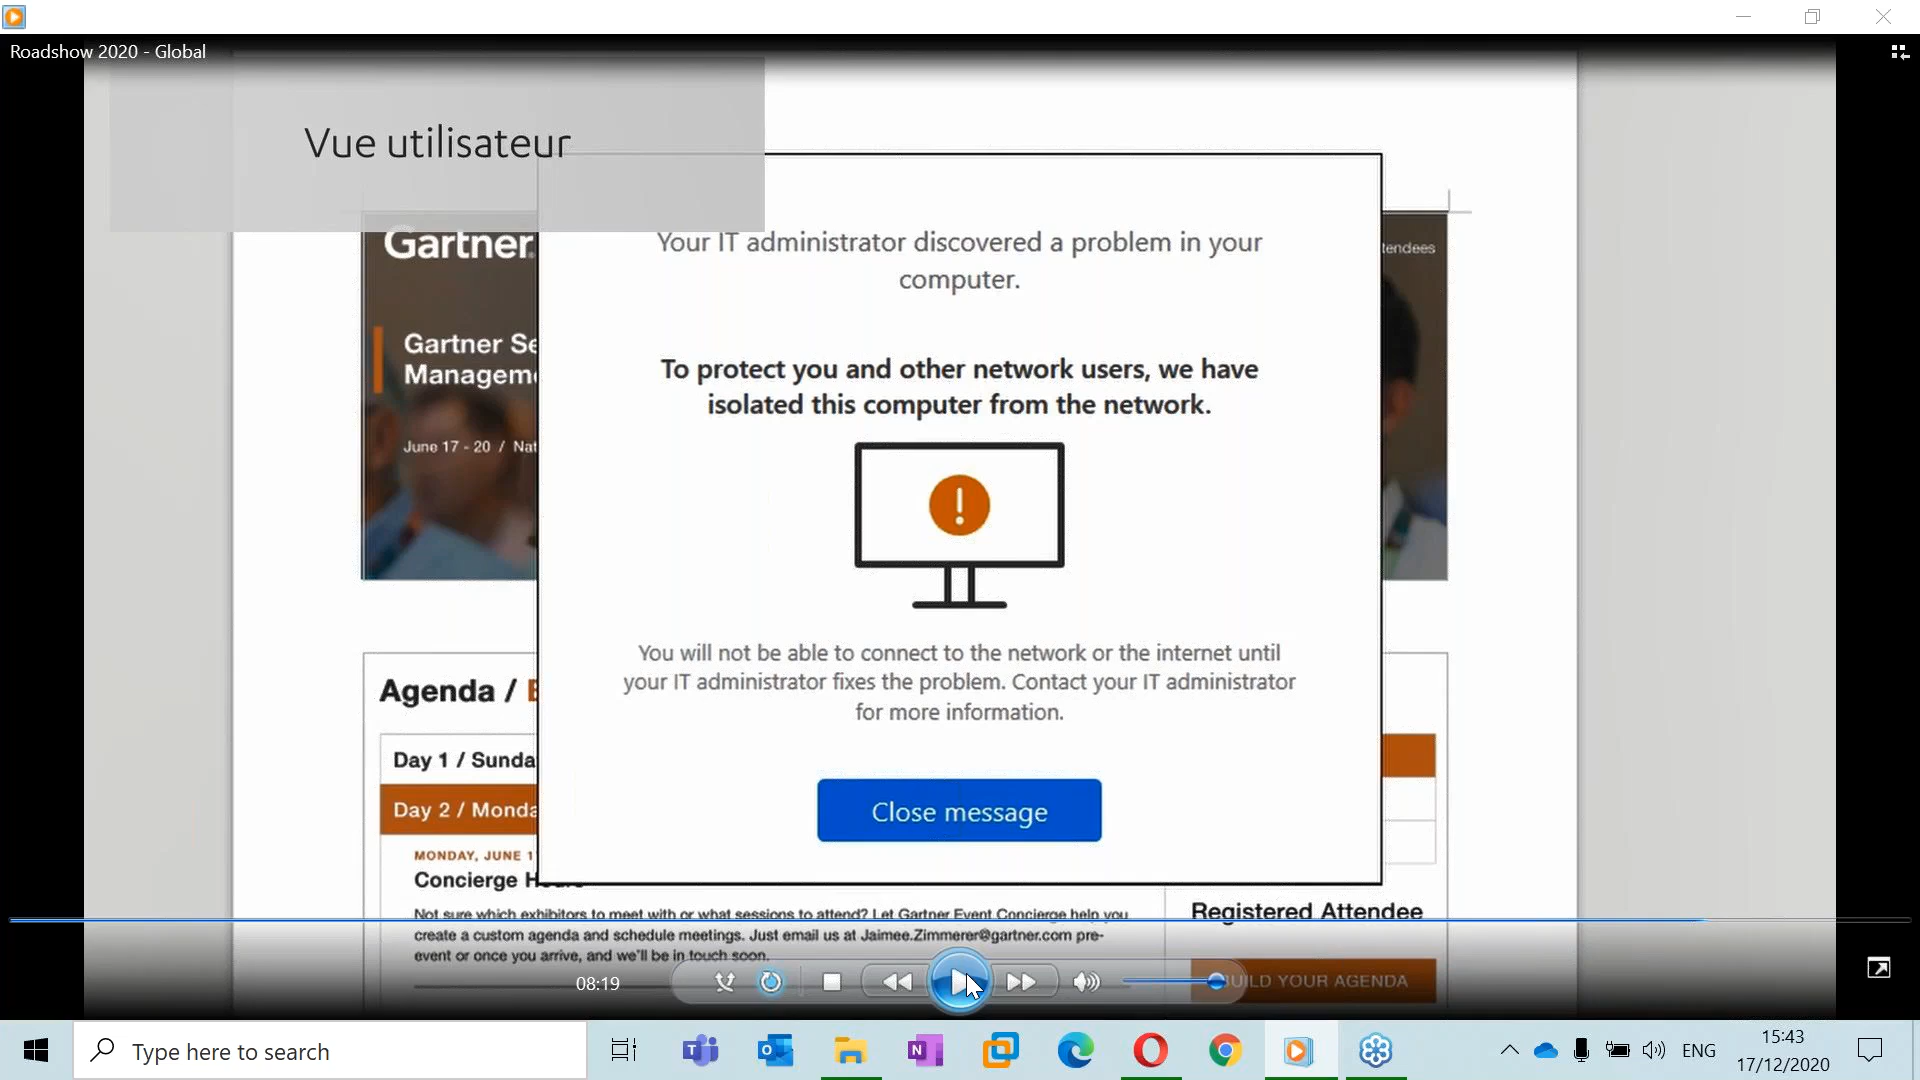 Roadshow 2020 - Global
Vue utilisateur
Gartner
tendees
Your IT administrator discovered a problem in your
computer.
Gartner Se
Managem
To protect you and other network users, we have
isolated this computer from the network.
June 17 - 20 / Nat
!
You will not be able to connect to the network or the internet until
your IT administrator fixes the problem. Contact your IT administrator
for more information.
Agenda /
Day 1 / Sunda
Day 2 / Monda
Close message
MONDAY, JUNE 1
Concierge Hours
Not sure which exhibitors to meet with or what sessions to attend? Let Gartner Event Concierge help you
create a custom agenda and schedule meetings. Just email us at Jaimee.Zimmerer@gartner.com pre-
event or once you arrive, and we'll be in touch soon.
Registered Attendee
UILD YOUR AGENDA
08:19
Type here to search
ENG
15:43
17/12/2020